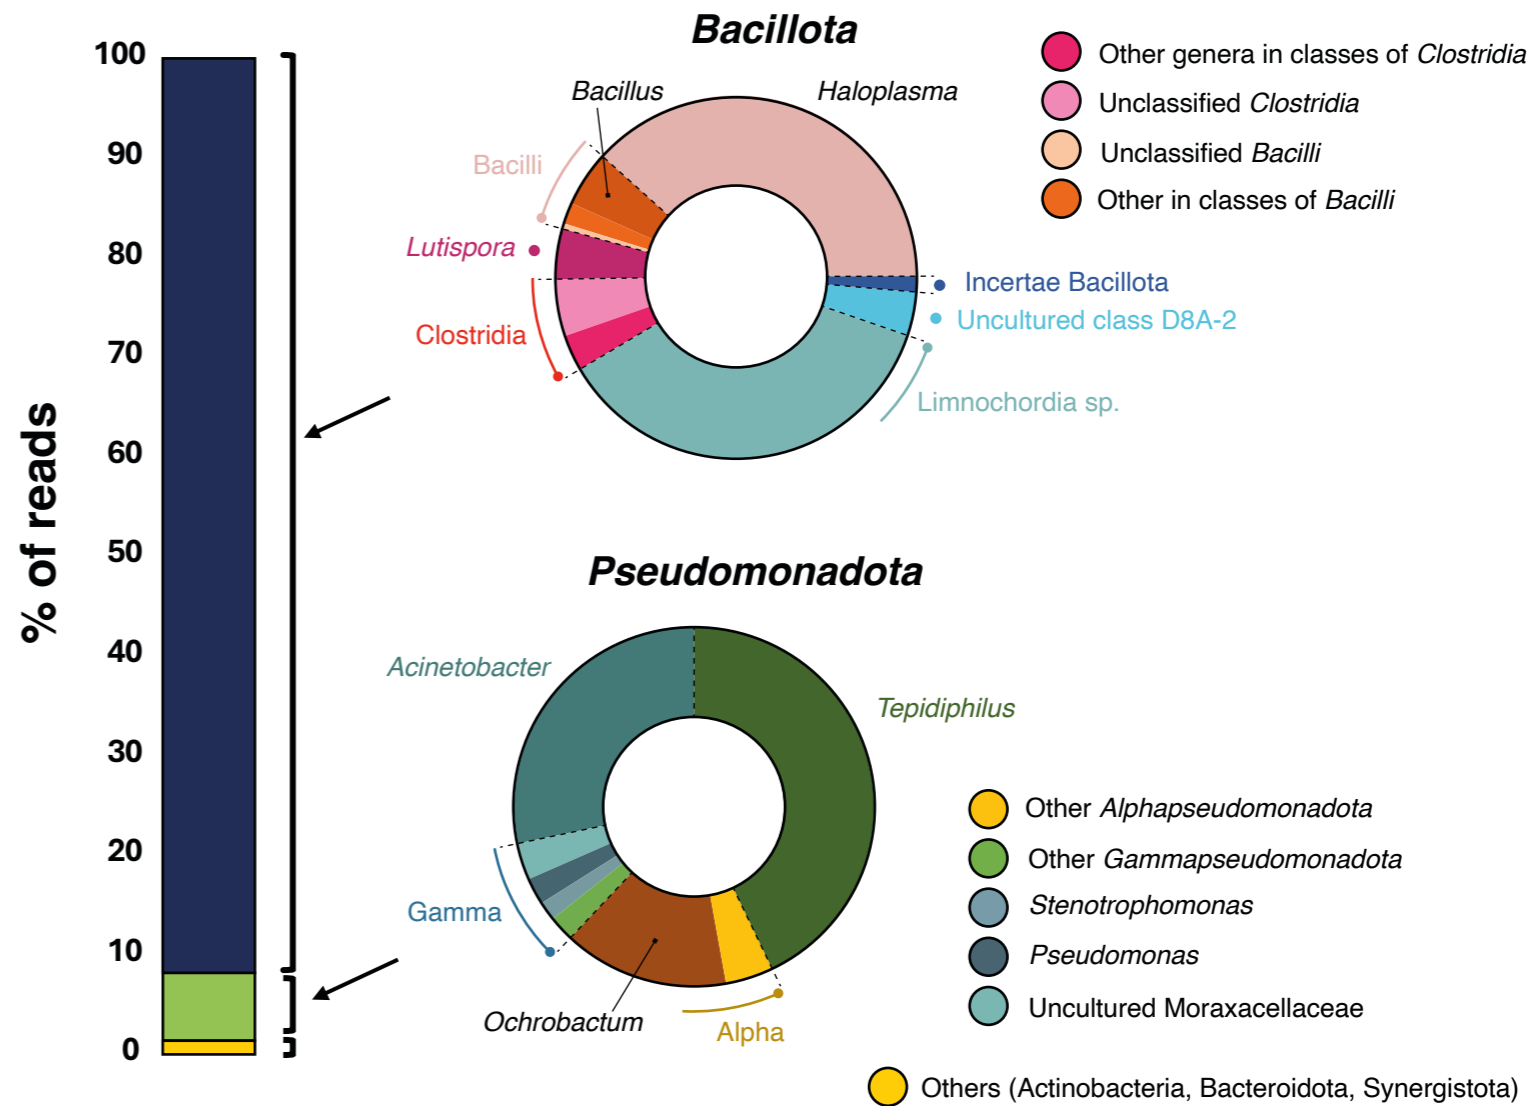 Bacillota
100
90
80
70
60
50
40
30
20
10
0
% of reads
Bacillus
Haloplasma
Bacilli
Lutispora
Clostridia
Incertae Bacillota
Uncultured class D8A-2
Limnochordia sp.
Other genera in classes of Clostridia
Unclassified Clostridia
Unclassified Bacilli
Other in classes of Bacilli
Pseudomonadota
Acinetobacter
Tepidiphilus
Gamma
Ochrobactum
Alpha
Other Alphapseudomonadota
Other Gammapseudomonadota
Stenotrophomonas
Pseudomonas
Uncultured Moraxacellaceae
Others (Actinobacteria, Bacteroidota, Synergistota)